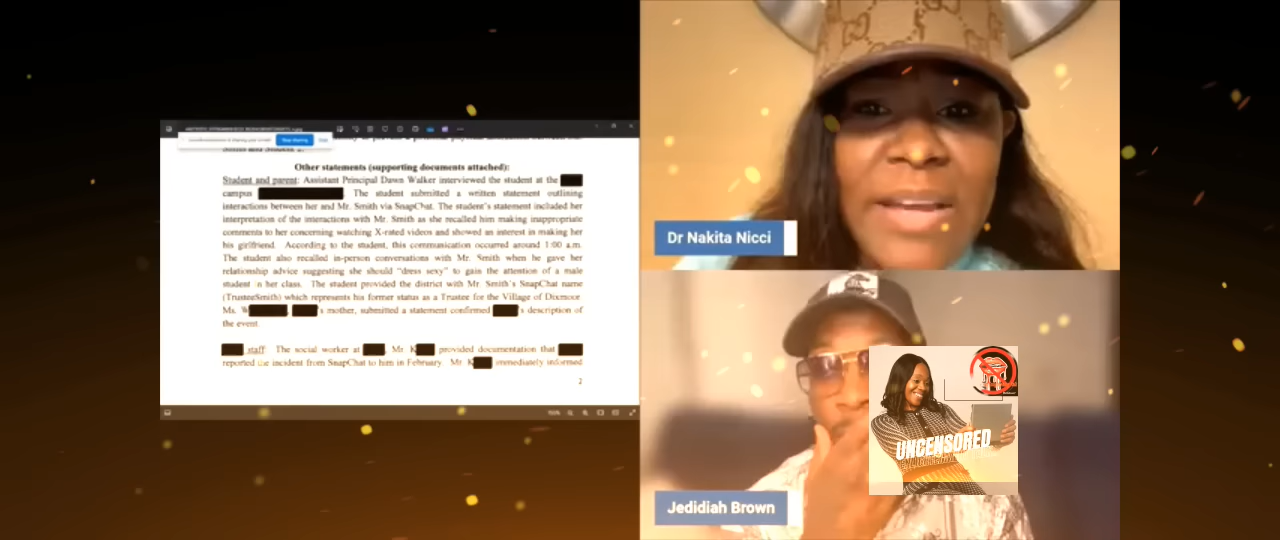 Other statements (supporting documents attached):
Student and parent: Assistant Principal Dawn Walker interviewed the student at the
campus The student submitted a written statement outlining
interactions between her and Mr. Smith via SnapChat. The student's statement included her
interpretation of the interactions with Mr. Smith as she recalled him making inappropriate
comments to her concerning watching X-rated videos and showed an interest in making her
his girlfriend. According to the student, this communication occurred around 1:00 a.m.
The student also recalled in-person conversations with Mr. Smith when he gave her
relationship advice suggesting she should "dress sexy" to gain the attention of a male
student in her class. The student provided the district with Mr. Smith's SnapChat name
(TrusteeSmith) which represents his former status as a Trustee for the Village of Dixmoor.
Ms. W , 's mother, submitted a statement confirmed 's description of
the event.
staff: The social worker at , Mr. K provided documentation that
reported the incident from SnapChat to him in February. Mr. K immediately informed
2
Dr Nakita Nicci
Jedidiah Brown
UNCENSORED